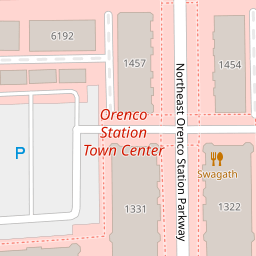 6192
1457
1454
Orenco
Station
Town Center
Northeast Orenco Station Parkway
P
Swagath
1331
1322